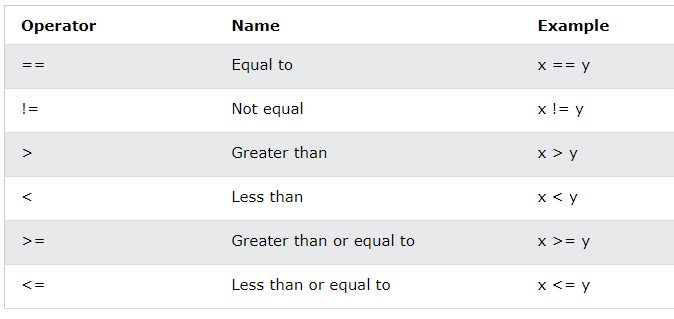 Operator Name Example
== Equal to x == y
!= Not equal x != y
> Greater than x > y
< Less than x < y
>= Greater than or equal to x >= y
<= Less than or equal to x <= y